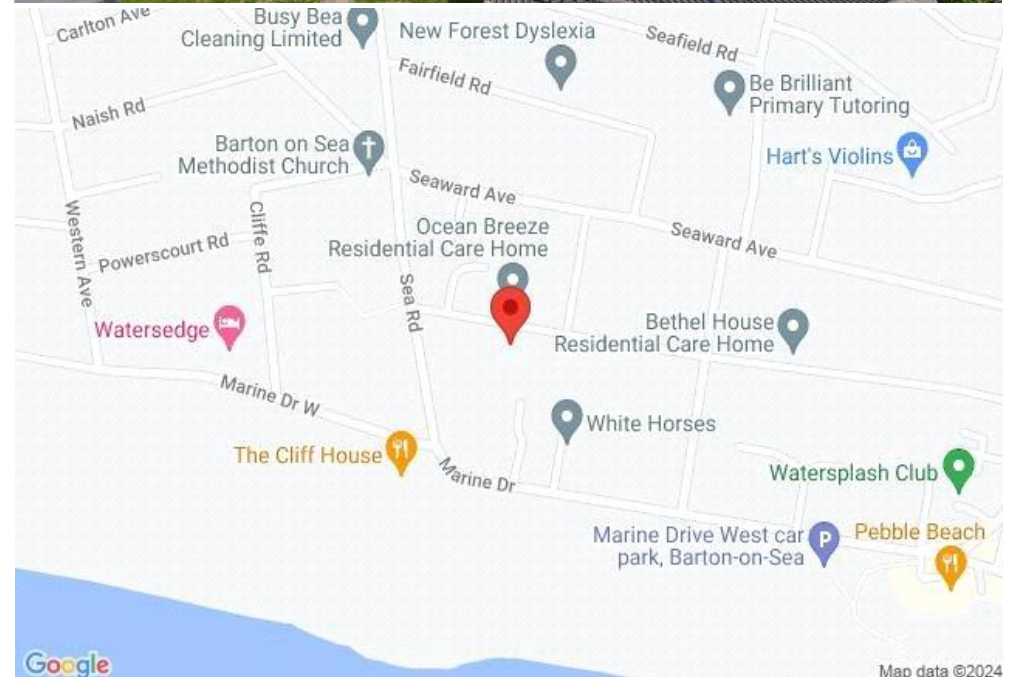 Carlton Ave
Busy Bea
Cleaning Limited
New Forest Dyslexia
Seafield Rd
Fairfield Rd
Be Brilliant
Primary Tutoring
Naish Rd
Barton on Sea
Methodist Church
Hart's Violins
Seaward Ave
Western Ave
Cliffe Rd
Ocean Breeze
Residential Care Home
Seaward Ave
Powerscourt Rd
Sea Rd
Watersedge
Bethel House
Residential Care Home
Marine Dr W
White Horses
The Cliff House
Marine Dr
Watersplash Club
Marine Drive West car
park, Barton-on-Sea
P
Pebble Beach
Google
Map data ©2024